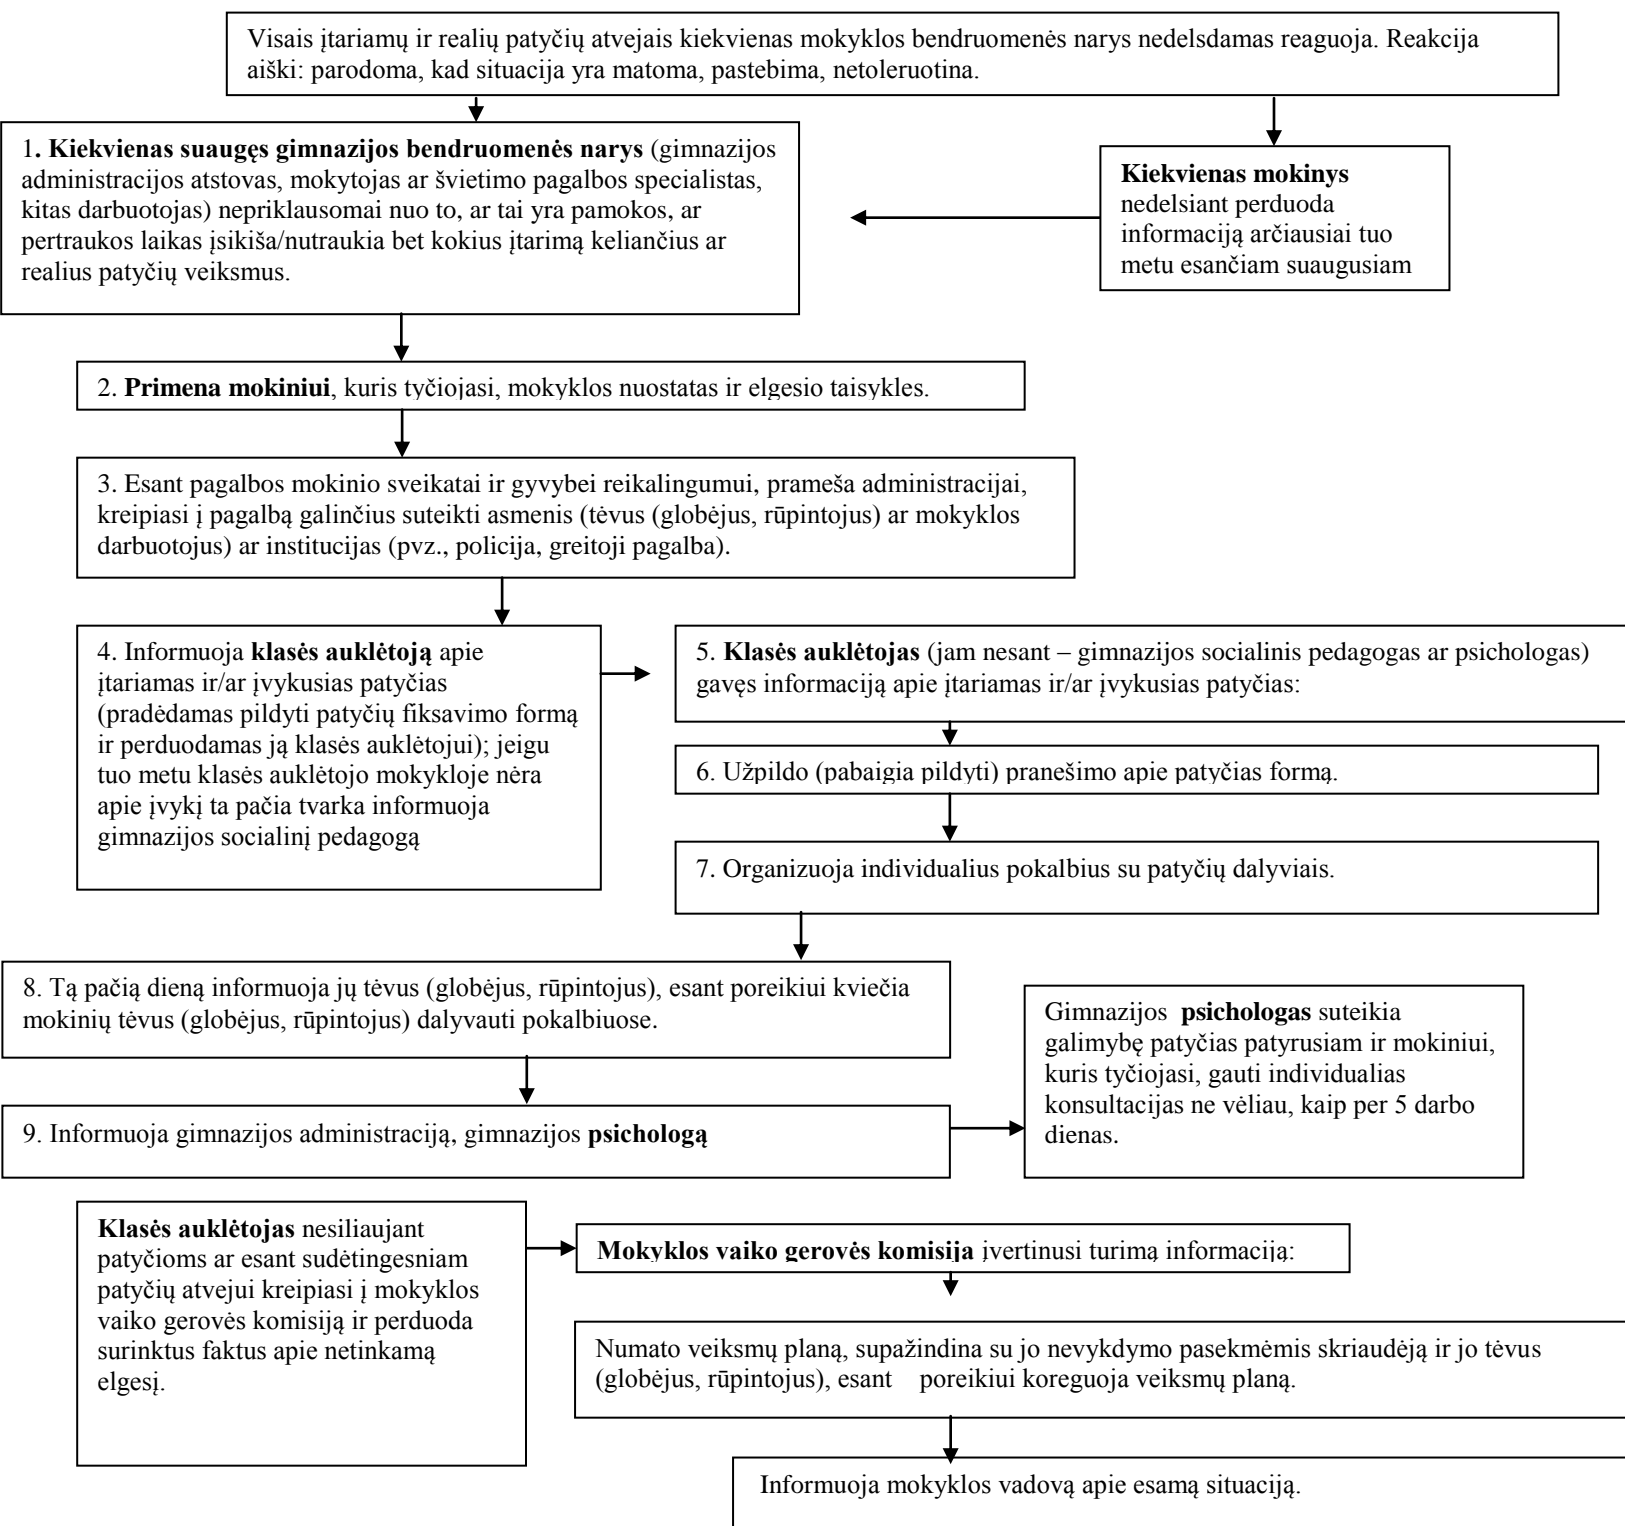 Visais įtariamų ir realių patyčių atvejais kiekvienas mokyklos bendruomenės narys nedelsdamas reaguoja. Reakcija
aiški: parodoma, kad situacija yra matoma, pastebima, netoleruotina.
1. Kiekvienas suaugęs gimnazijos bendruomenės narys (gimnazijos
administracijos atstovas, mokytojas ar švietimo pagalbos specialistas,
kitas darbuotojas) nepriklausomai nuo to, ar tai yra pamokos, ar
pertraukos laikas įsikiša/nutraukia bet kokius įtarimą keliančius ar
realius patyčių veiksmus.
Kiekvienas mokinys
nedelsiant perduoda
informaciją arčiausiai tuo
metu esančiam suaugusiam
2. Primena mokiniui, kuris tyčiojasi, mokyklos nuostatas ir elgesio taisykles.
3. Esant pagalbos mokinio sveikatai ir gyvybei reikalingumui, prameša administracijai,
kreipiasi į pagalbą galinčius suteikti asmenis (tėvus (globėjus, rūpintojus) ar mokyklos
darbuotojus) ar institucijas (pvz., policija, greitoji pagalba).
4. Informuoja klasės auklėtoją apie
įtariamas ir/ar įvykusias patyčias
(pradėdamas pildyti patyčių fiksavimo formą
ir perduodamas ją klasės auklėtojui); jeigu
tuo metu klasės auklėtojo mokykloje nėra
apie įvykį ta pačia tvarka informuoja
gimnazijos socialinį pedagogą
5. Klasės auklėtojas (jam nesant – gimnazijos socialinis pedagogas ar psichologas)
gavęs informaciją apie įtariamas ir/ar įvykusias patyčias:
6. Užpildo (pabaigia pildyti) pranešimo apie patyčias formą.
7. Organizuoja individualius pokalbius su patyčių dalyviais.
8. Tą pačią dieną informuoja jų tėvus (globėjus, rūpintojus), esant poreikiui kviečia
mokinių tėvus (globėjus, rūpintojus) dalyvauti pokalbiuose.
9. Informuoja gimnazijos administraciją, gimnazijos psichologą
Gimnazijos psichologas suteikia
galimybę patyčias patyrusiam ir mokiniui,
kuris tyčiojasi, gauti individualias
konsultacijas ne vėliau, kaip per 5 darbo
dienas.
Klasės auklėtojas nesiliaujant
patyčioms ar esant sudėtingesniam
patyčių atvejui kreipiasi į mokyklos
vaiko gerovės komisiją ir perduoda
surinktus faktus apie netinkamą
elgesį.
Mokyklos vaiko gerovės komisija įvertinusi turimą informaciją:
Numato veiksmų planą, supažindina su jo nevykdymo pasekmėmis skriaudėją ir jo tėvus
(globėjus, rūpintojus), esant poreikiui koreguoja veiksmų planą.
Informuoja mokyklos vadovą apie esamą situaciją.